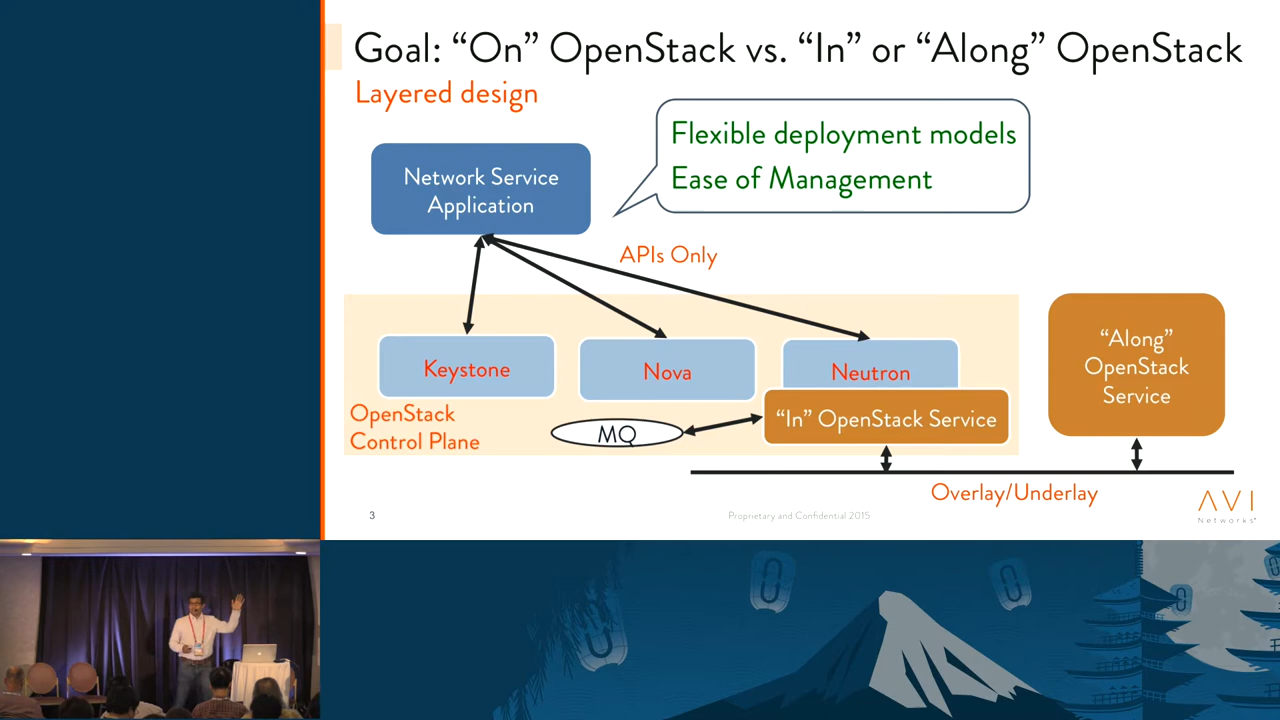 Goal: “On” OpenStack vs. “In” or “Along” OpenStack
Layered design
Flexible deployment models
Ease of Management
Network Service
Application
APIs Only
Keystone
Nova
Neutron
“Along”
OpenStack
Service
“In” OpenStack Service
OpenStack
Control Plane
MQ
Overlay/Underlay
3
Proprietary and Confidential 2015
AVI
Networks